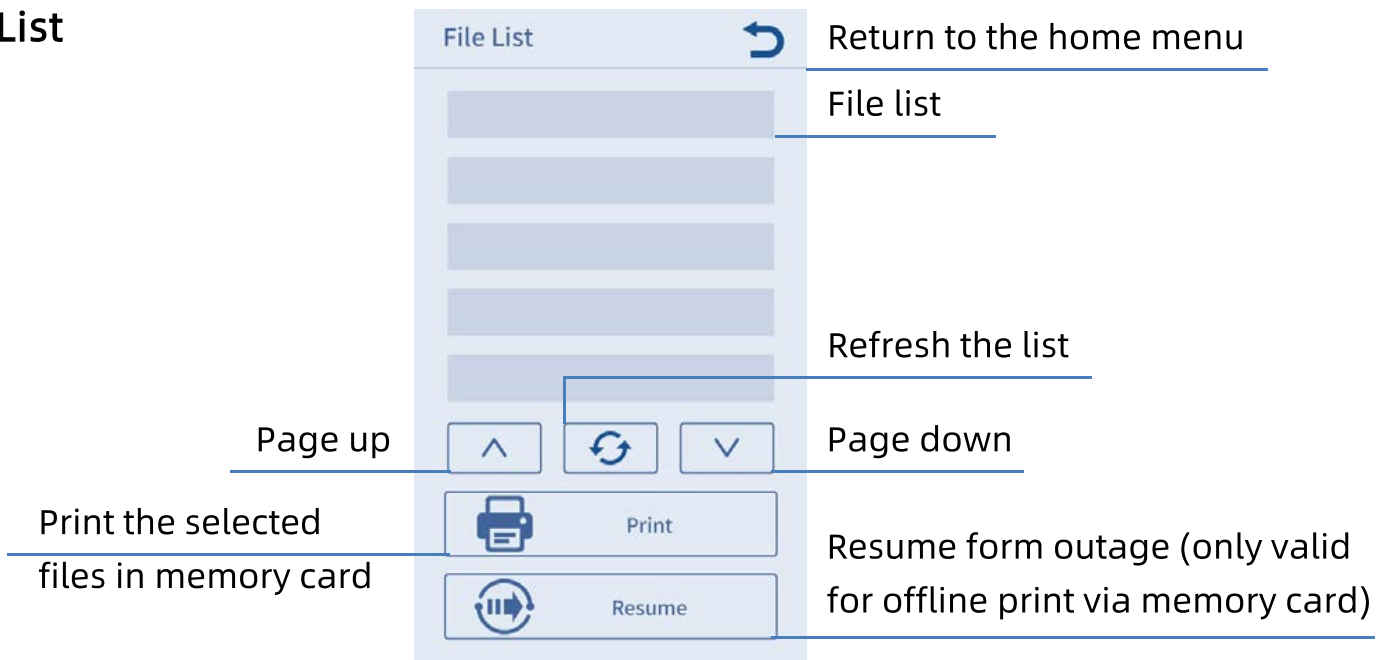 List
File List
Return to the home menu
File list
Refresh the list
Page up
Page down
Print the selected
files in memory card
Print
Resume form outage (only valid
for offline print via memory card)
Resume